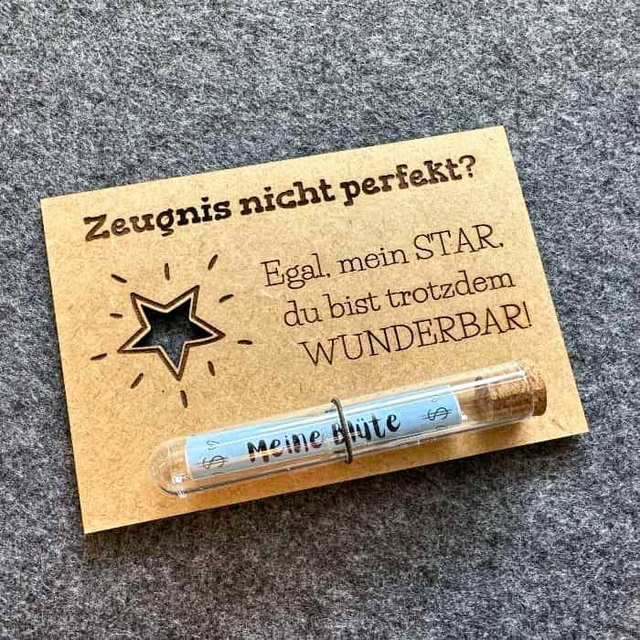 Zeugnis nicht perfekt?
Egal, mein STAR,
du bist trotzdem
WUNDERBAR!
$ Meine Blüte $